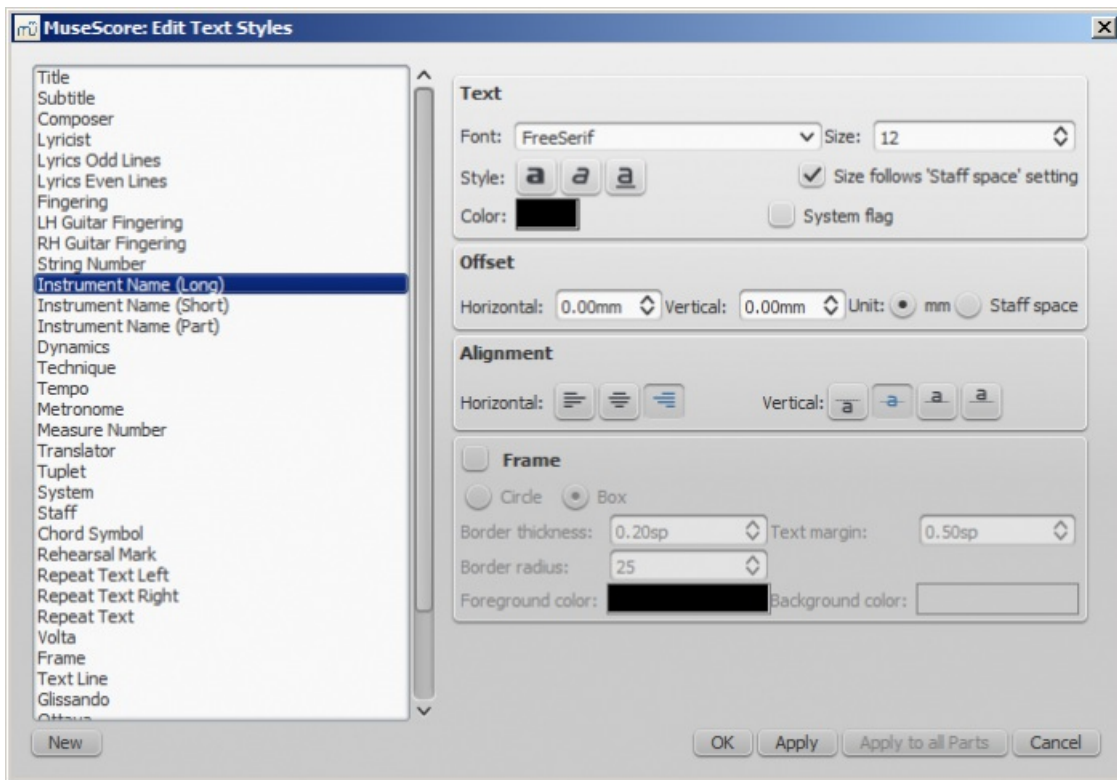 MuseScore: Edit Text Styles
Title
Subtitle
Composer
Lyricist
Lyrics Odd Lines
Lyrics Even Lines
Fingering
LH Guitar Fingering
RH Guitar Fingering
String Number
Instrument Name (Long)
Instrument Name (Short)
Instrument Name (Part)
Dynamics
Technique
Tempo
Metronome
Measure Number
Translator
Tuplet
System
Staff
Chord Symbol
Rehearsal Mark
Repeat Text Left
Repeat Text Right
Repeat Text
Volta
Frame
Text Line
Glissando
Ottava
New
Text
Font: FreeSerif Size: 12
Style: a a a Size follows 'Staff space' setting
Color: System flag
Offset
Horizontal: 0.00mm Vertical: 0.00mm Unit: mm Staff space
Alignment
Horizontal: Vertical: a a a a
Frame
Circle Box
Border thickness: 0.20sp Text margin: 0.50sp
Border radius: 25
Foreground color: Background color:
OK Apply Apply to all Parts Cancel